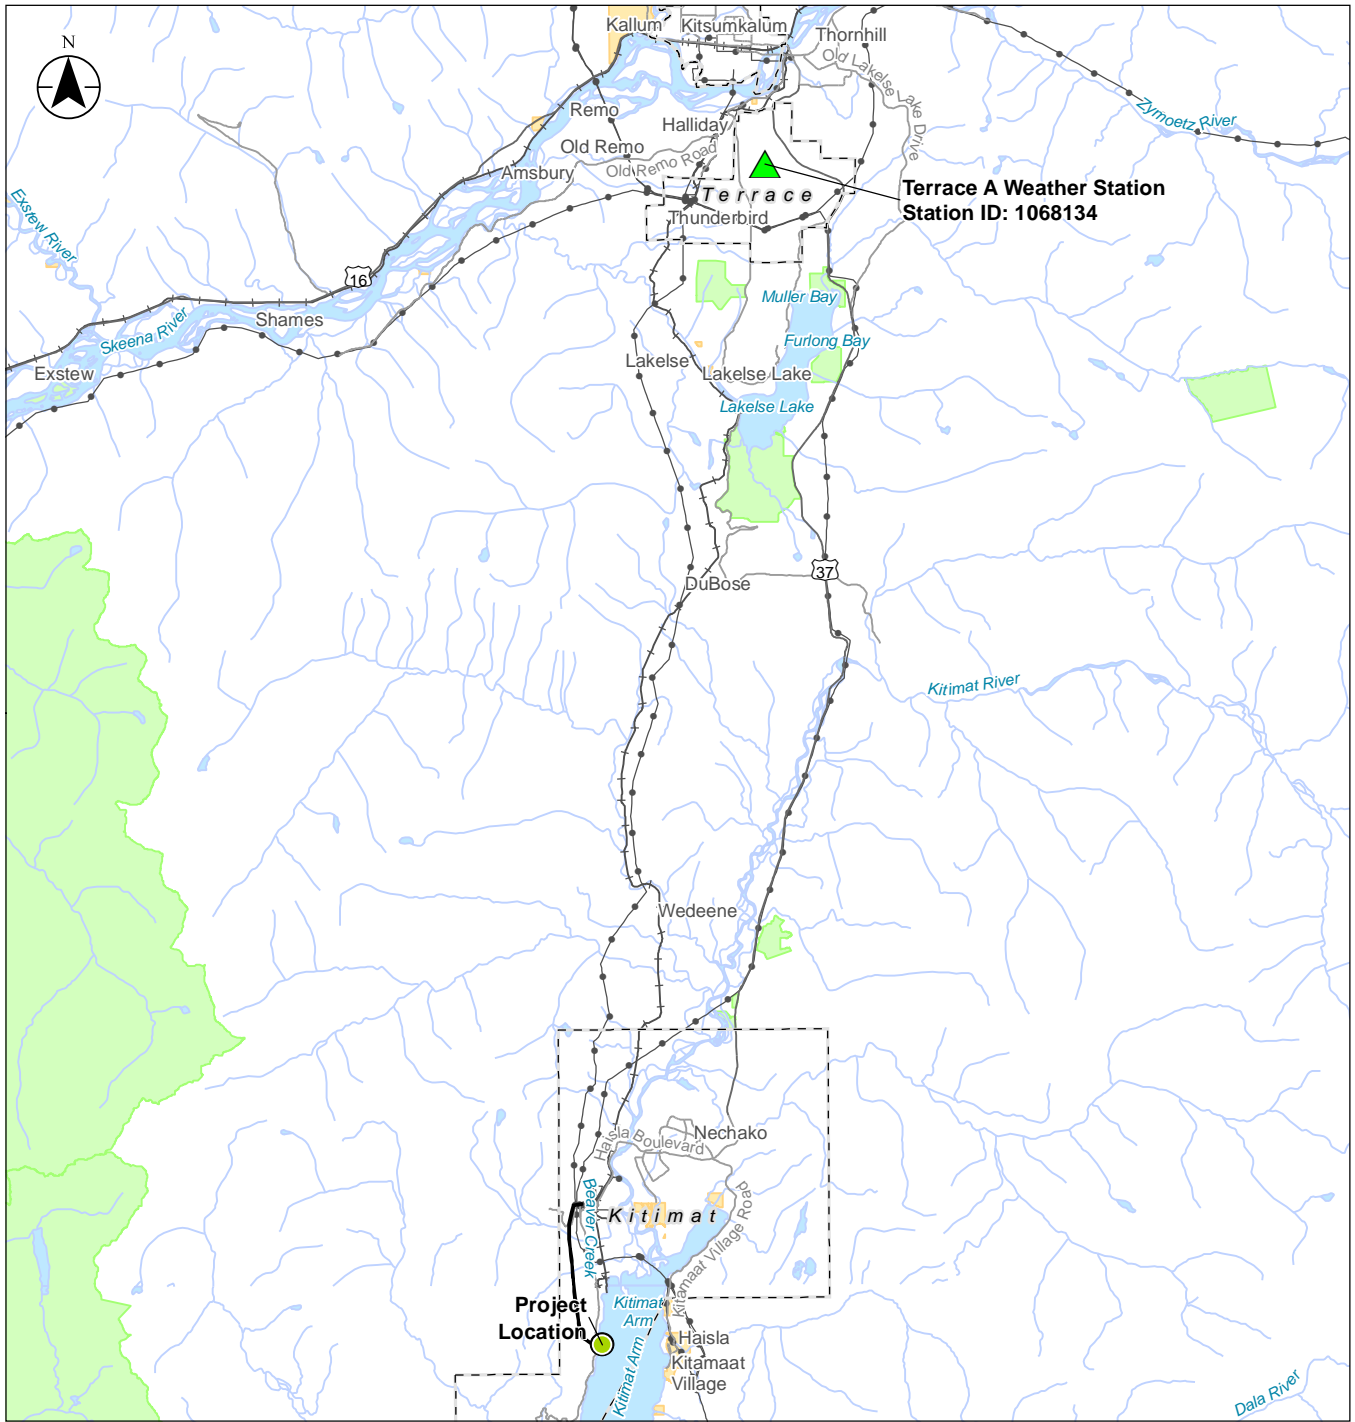 N
Kallum
Kitsumkalum
Thornhill
Old Lakelse Lake Drive
Zymoetz River
Remo
Halliday
Old Remo
Old Remo Road
Amsbury
Terrace
Terrace A Weather Station
Station ID: 1068134
Thunderbird
Exstew River
16
Muller Bay
Shames
Skeena River
Furlong Bay
Lakelse
Lakelse Lake
Exstew
Lakelse Lake
37
DuBose
Kitimat River
Wedeene
Nechako
Haisla Boulevard
Beaver Creek
Kitimat
Kitamaat Village Road
Project
Location
Kitimat
Arm
Kitimat Arm
Haisla
Kitamaat
Village
Dala River